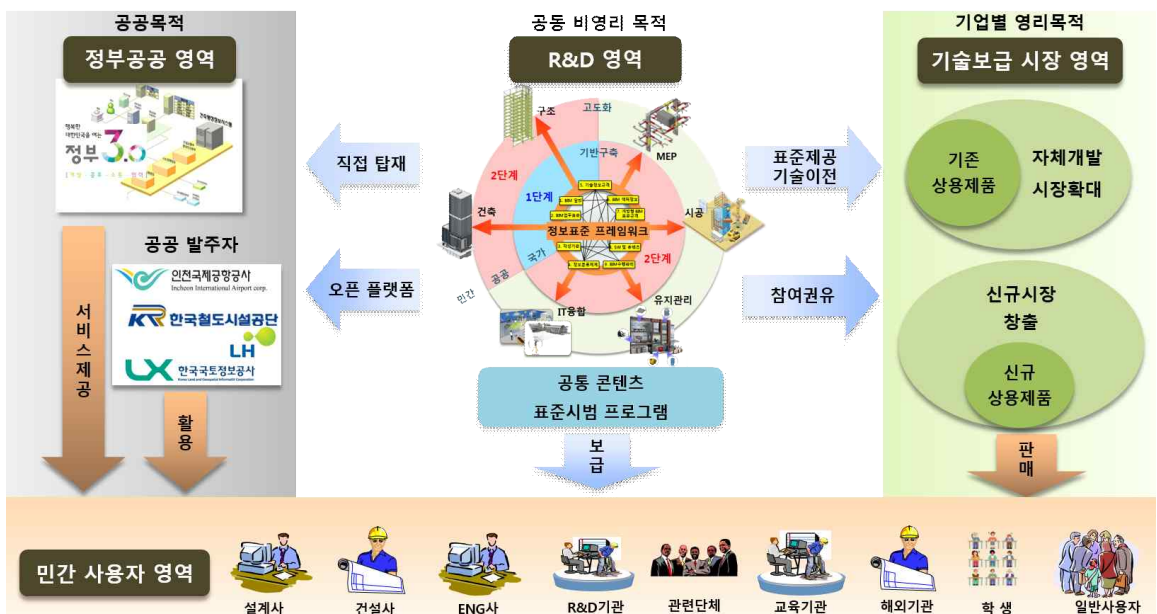 공공목적
정부공공 영역
행복한
대한민국을 여는
정부 3.0
공공 발주자
인천국제공항공사
Incheon International Airport corp.
KR 한국철도시설공단
LH
LX 한국국토정보공사
서비스제공
활용
직접 탑재
오픈 플랫폼
공동 비영리 목적
R&D 영역
구조
고도화
MEP
기반구축
2단계
1단계
건축
시공
정보표준 프레임워크
국가
공공
민간
2단계
유지관리
IT융합
공통 콘텐츠
표준시범 프로그램
보급
표준제공
기술이전
참여권유
기업별 영리목적
기술보급 시장 영역
기존
상용제품
자체개발
시장확대
신규시장
창출
신규
상용제품
판매
민간 사용자 영역
설계사
건설사
ENG사
R&D기관
관련단체
교육기관
해외기관
학 생
일반사용자